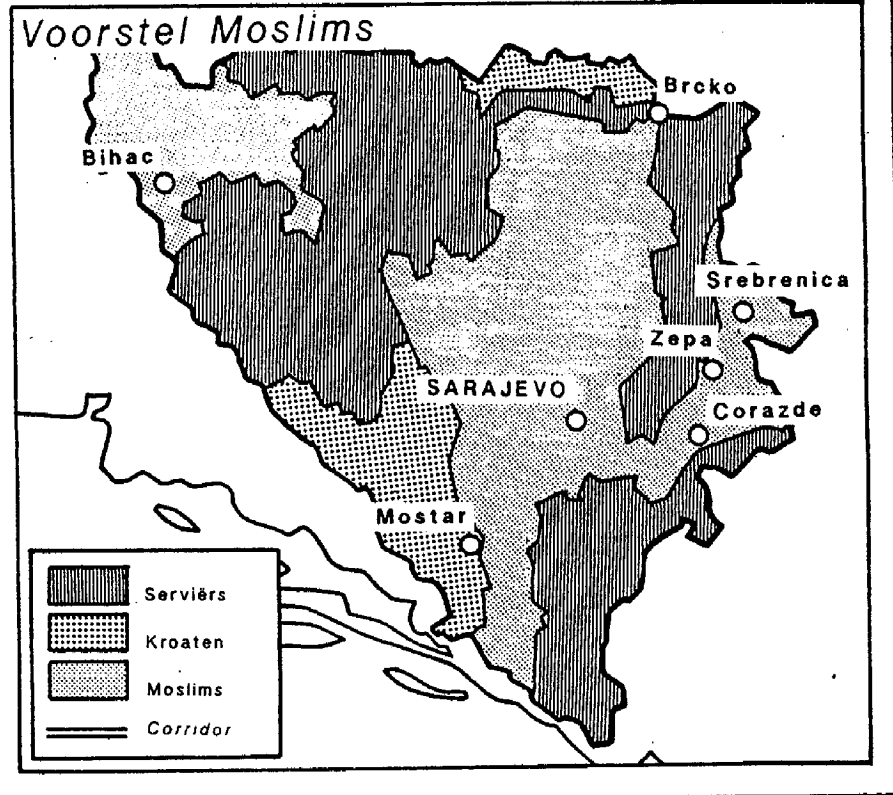 Voorstel Moslims
Brcko
Bihac
Srebrenica
Zepa
SARAJEVO
Corazde
Mostar
Serviërs
Kroaten
Moslims
Corridor